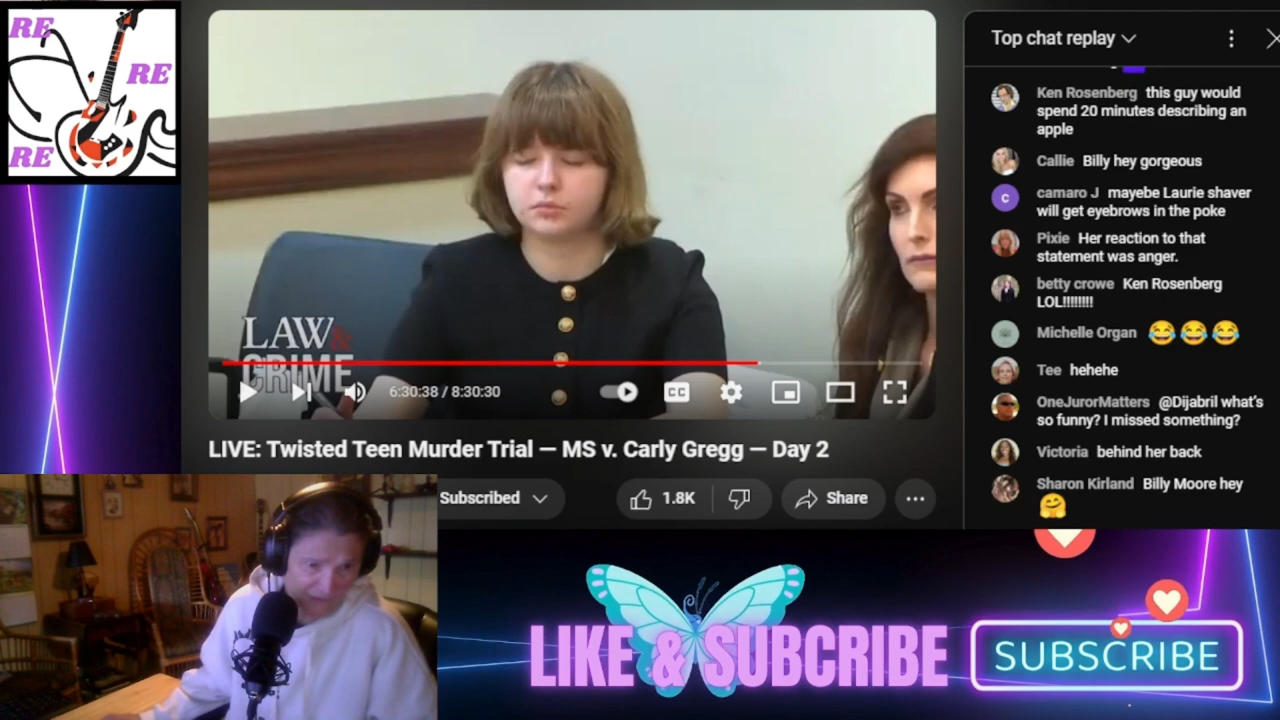 RE
RE
RE
LAW&
CRIME
6:30:38 / 8:30:30
CC
LIVE: Twisted Teen Murder Trial — MS v. Carly Gregg — Day 2
Subscribed
1.8K
Share
Top chat replay
Ken Rosenberg this guy would
spend 20 minutes describing an
apple
Callie Billy hey gorgeous
C
camaro J mayebe Laurie shaver
will get eyebrows in the poke
Pixie Her reaction to that
statement was anger.
betty crowe Ken Rosenberg
LOL!!!!!!!!
Michelle Organ 😂😂😂
Tee hehehe
OneJurorMatters @Dijabril what's
so funny? I missed something?
Victoria behind her back
Sharon Kirland Billy Moore hey
🤗
LIKE & SUBCRIBE
SUBSCRIBE